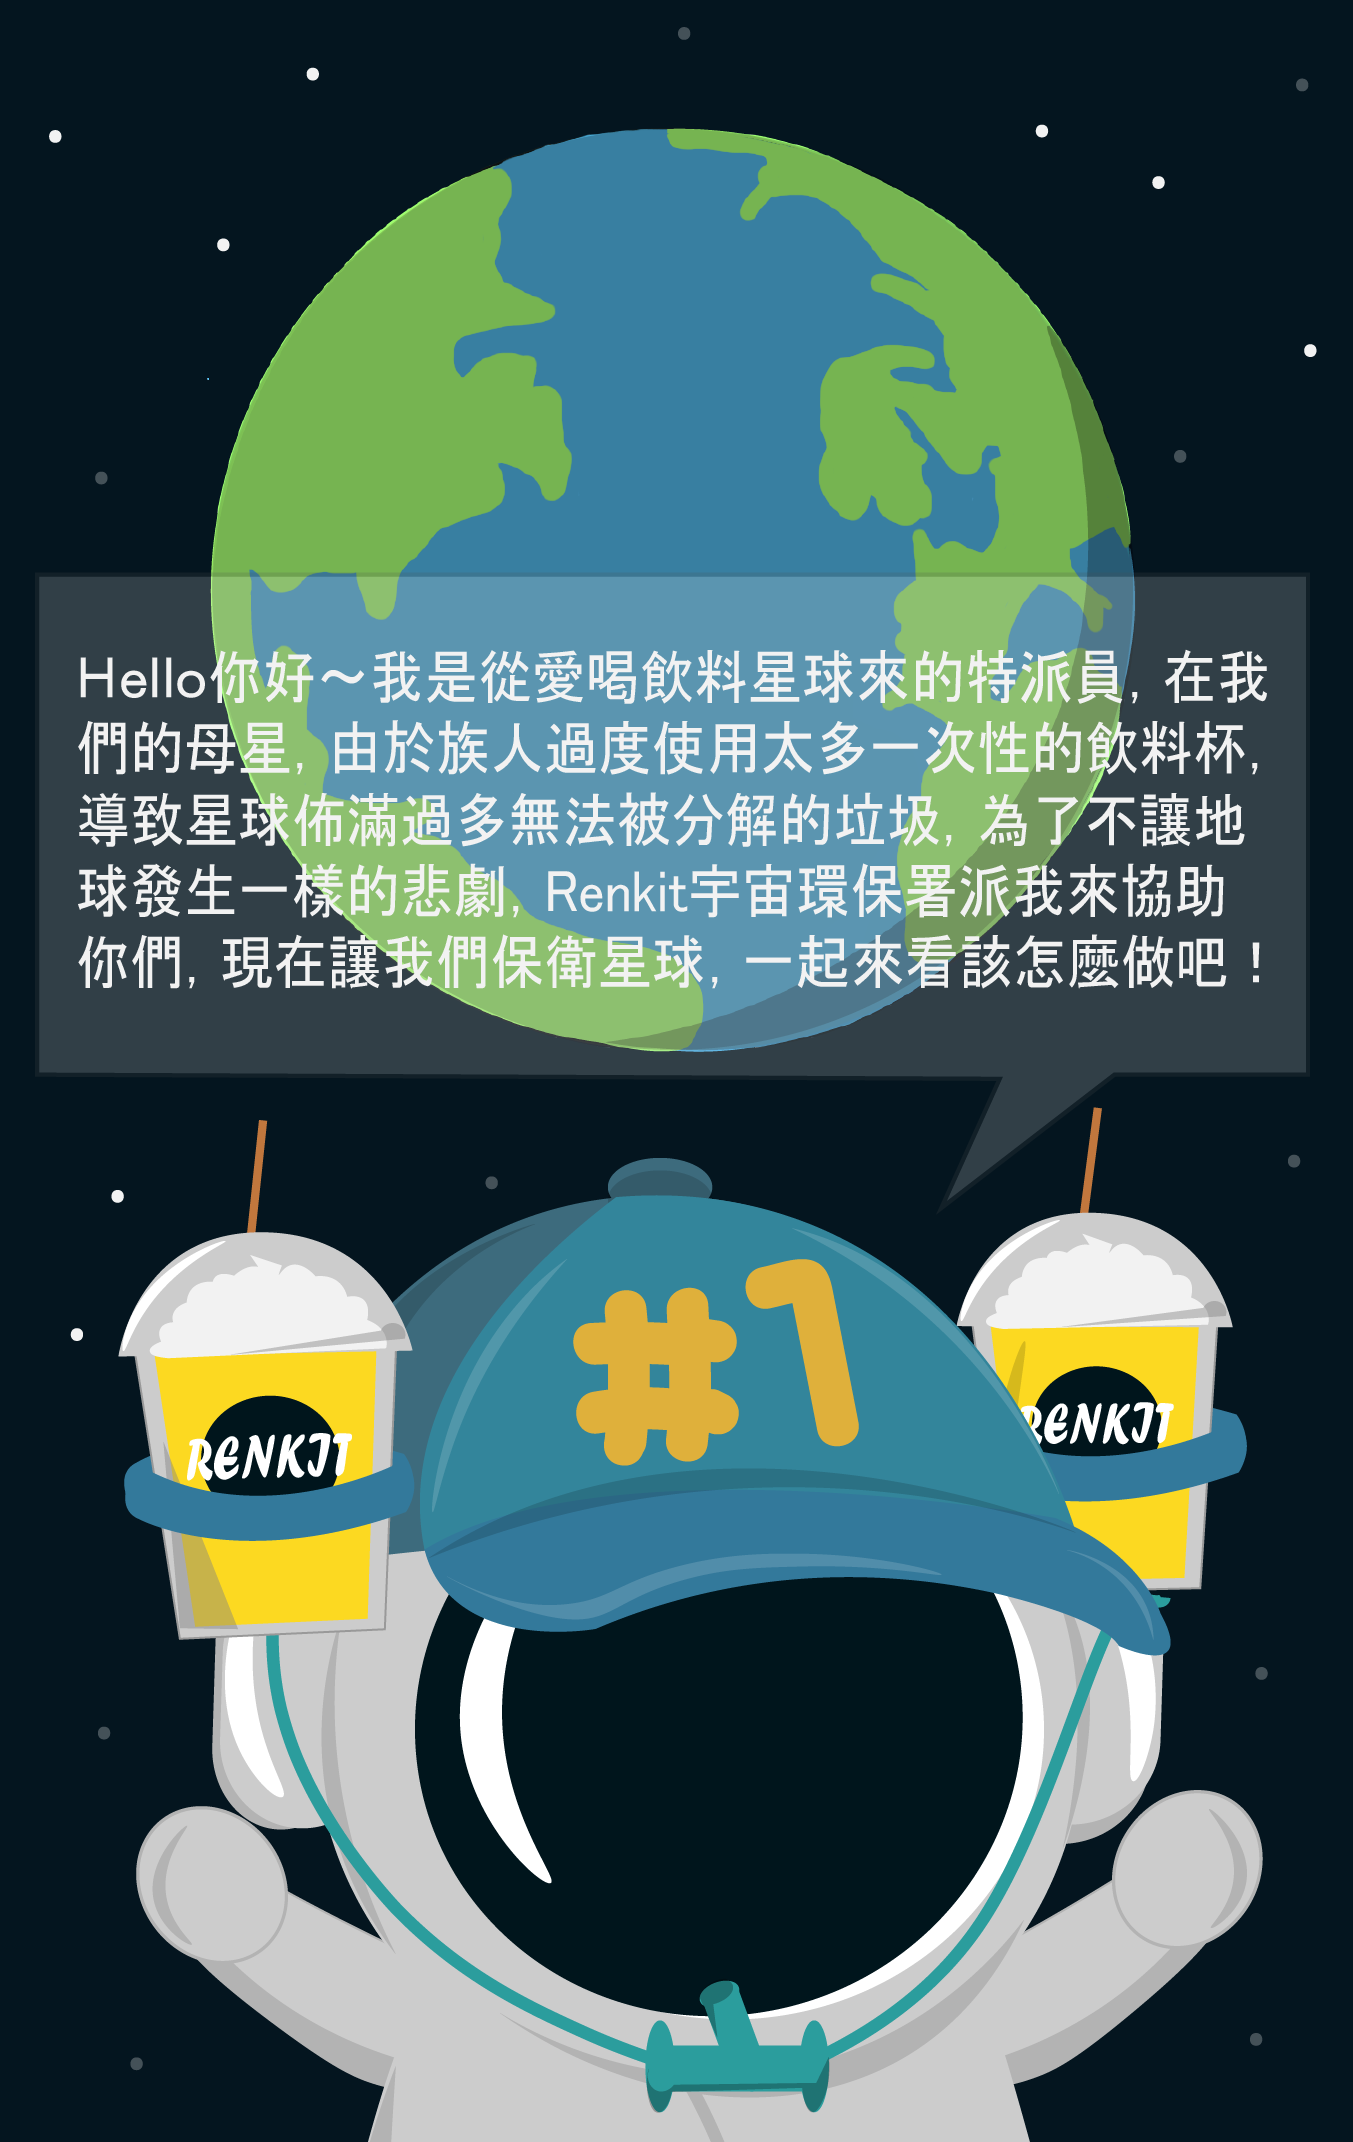 Hello你好～我是從愛喝飲料星球來的特派員, 在我
們的母星, 由於族人過度使用太多一次性的飲料杯,
導致星球佈滿過多無法被分解的垃圾, 為了不讓地
球發生一樣的悲劇, Renkit宇宙環保署派我來協助
你們, 現在讓我們保衛星球, 一起來看該怎麼做吧！
#1
RENKIT
RENKIT